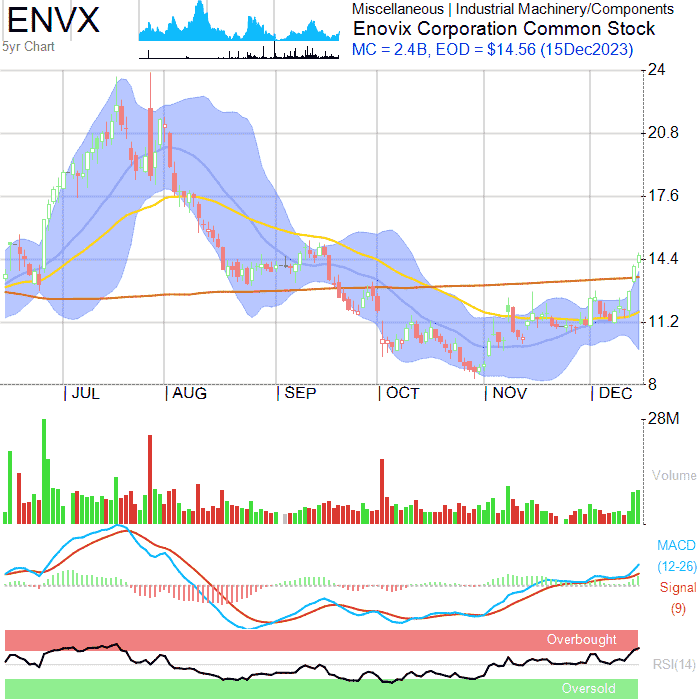 ENVX
5yr Chart
Miscellaneous | Industrial Machinery/Components
Enovix Corporation Common Stock
MC = 2.4B, EOD = $14.56 (15Dec2023)
24
20.8
17.6
14.4
11.2
8
| JUL | AUG | SEP | OCT | NOV | DEC
28M
Volume
MACD
(12-26)
Signal
(9)
Overbought
RSI(14)
Oversold